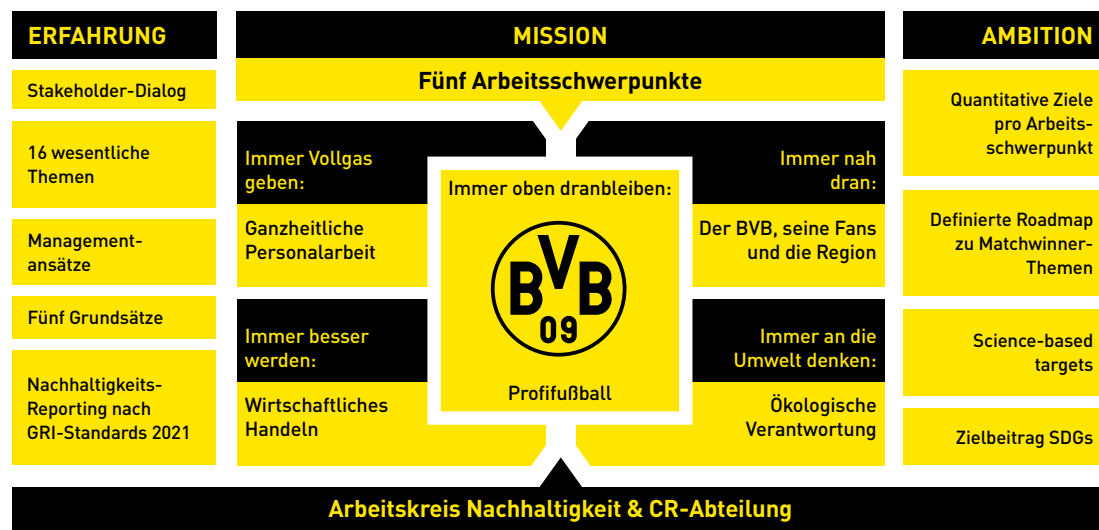 ERFAHRUNG
Stakeholder-Dialog
16 wesentliche
Themen
Management-
ansätze
Fünf Grundsätze
Nachhaltigkeits-
Reporting nach
GRI-Standards 2021
MISSION
Fünf Arbeitsschwerpunkte
Immer Vollgas
geben:
Ganzheitliche
Personalarbeit
Immer nah
dran:
Der BVB, seine Fans
und die Region
Immer oben dranbleiben:
BVB
09
Profifußball
Immer besser
werden:
Wirtschaftliches
Handeln
Immer an die
Umwelt denken:
Ökologische
Verantwortung
AMBITION
Quantitative Ziele
pro Arbeits-
schwerpunkt
Definierte Roadmap
zu Matchwinner-
Themen
Science-based
targets
Zielbeitrag SDGs
Arbeitskreis Nachhaltigkeit & CR-Abteilung